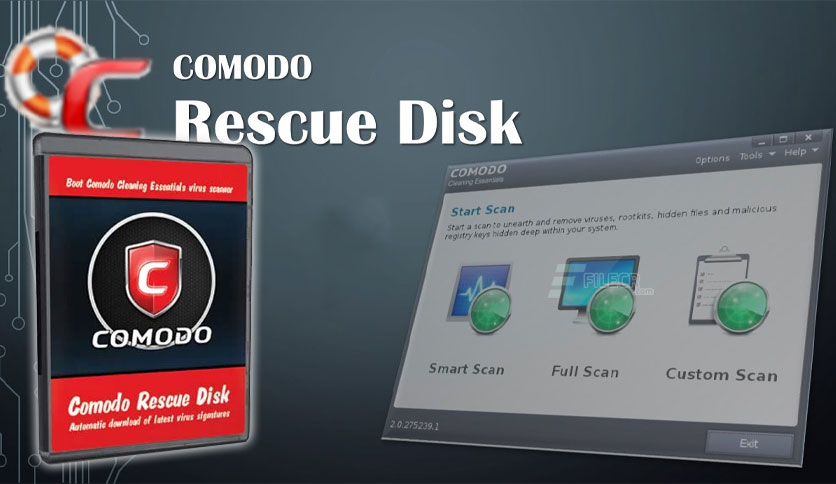 COMODO
Rescue Disk
Boot Comodo Cleaning Essentials virus scanner
C
COMODO
Comodo Rescue Disk
Automatic download of latest virus signatures
COMODO
Cleaning Essentials
Options Tools Help
Start Scan
Start a scan to unearth and remove viruses, rootkits, hidden files and malicious
registry keys hidden deep within your system.
FILECR
.com
Smart Scan
Full Scan
Custom Scan
2.0.275239.1
Exit